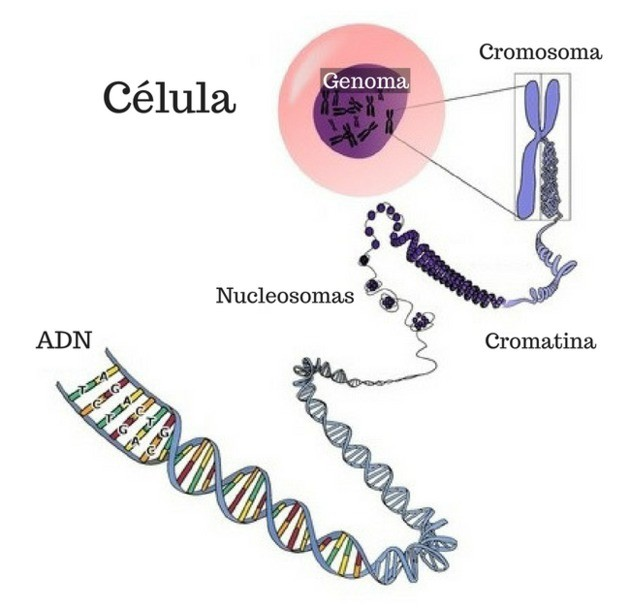 Cromosoma
Genoma
Célula
Nucleosomas
Cromatina
ADN
T A
C G
T A
G C
A T
C G